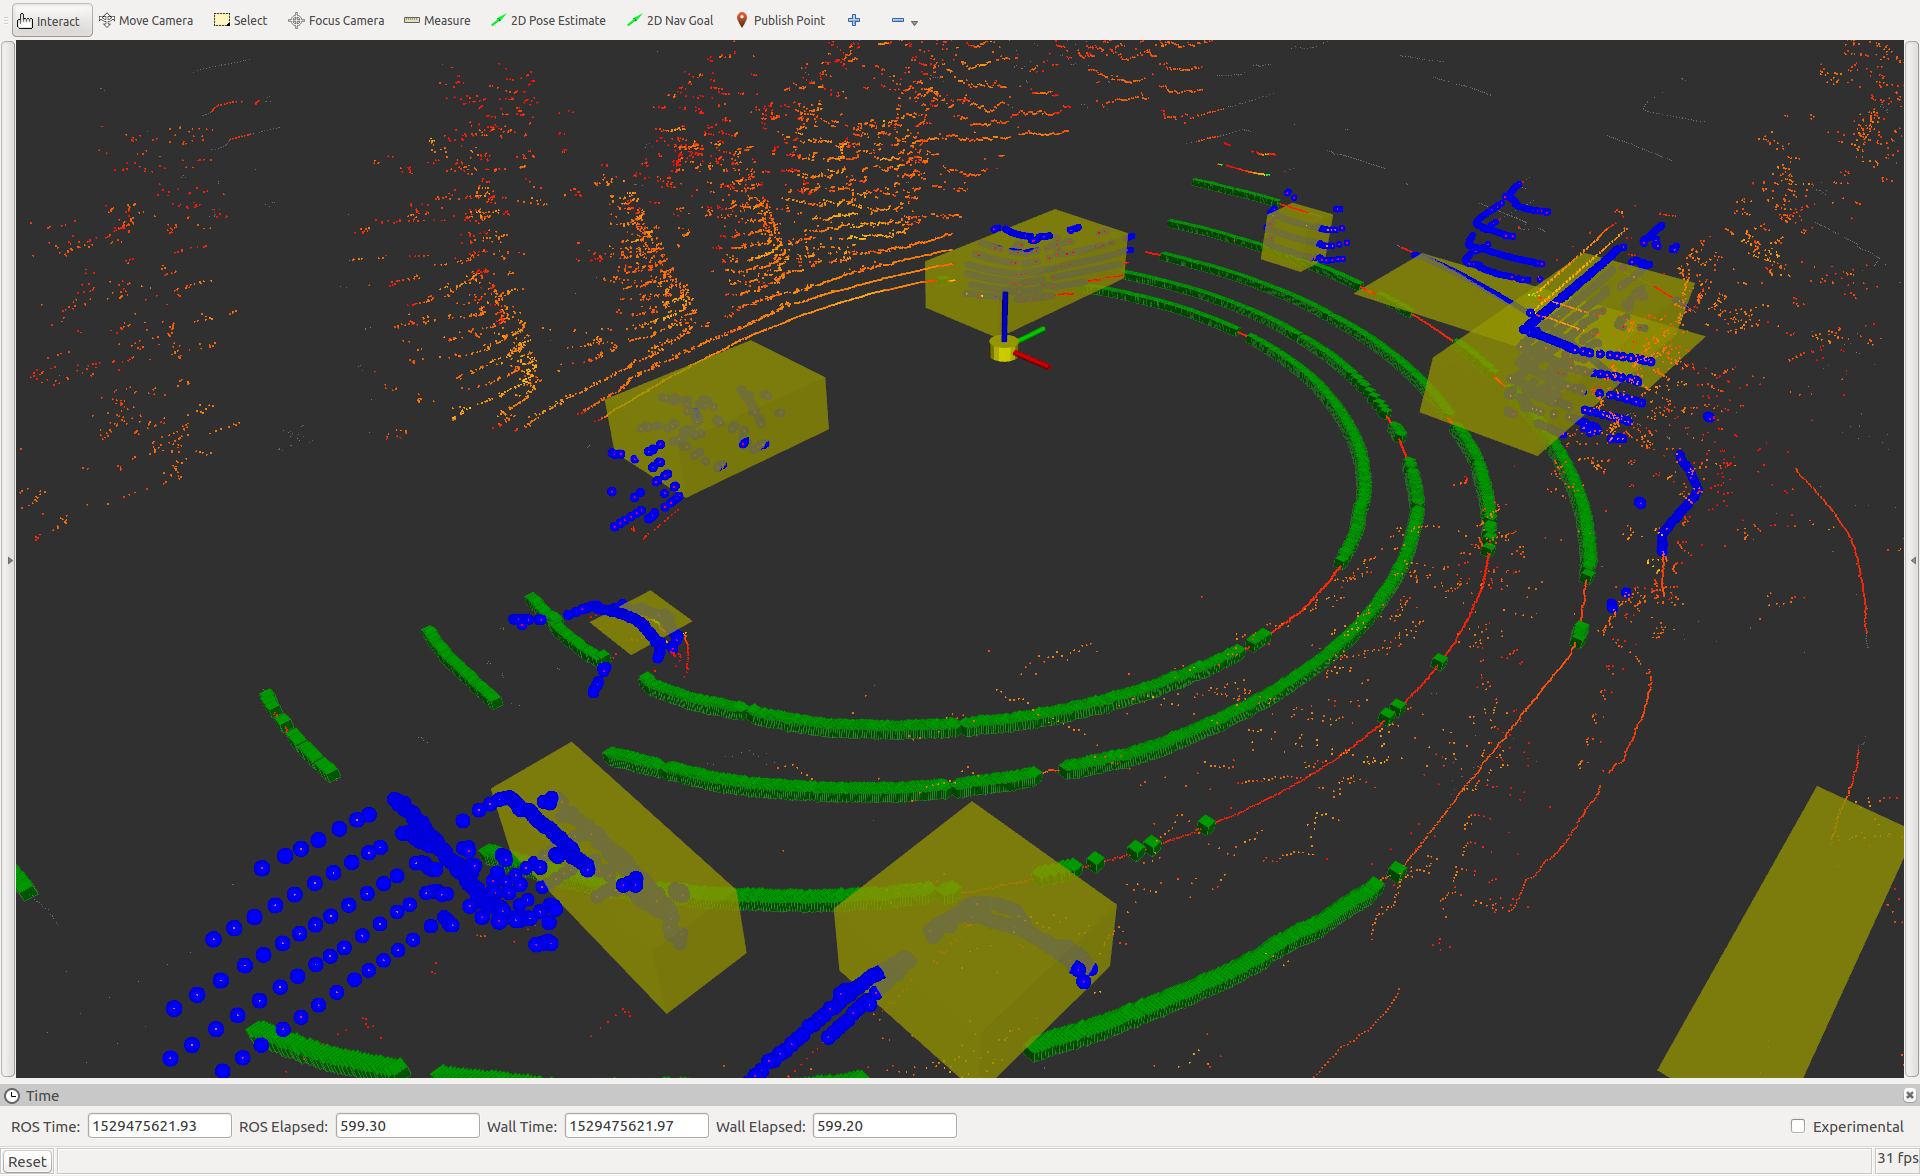 Interact Move Camera Select Focus Camera Measure 2D Pose Estimate 2D Nav Goal Publish Point
Time
ROS Time: 1529475621.93 ROS Elapsed: 599.30 Wall Time: 1529475621.97 Wall Elapsed: 599.20 Experimental
Reset 31 fps